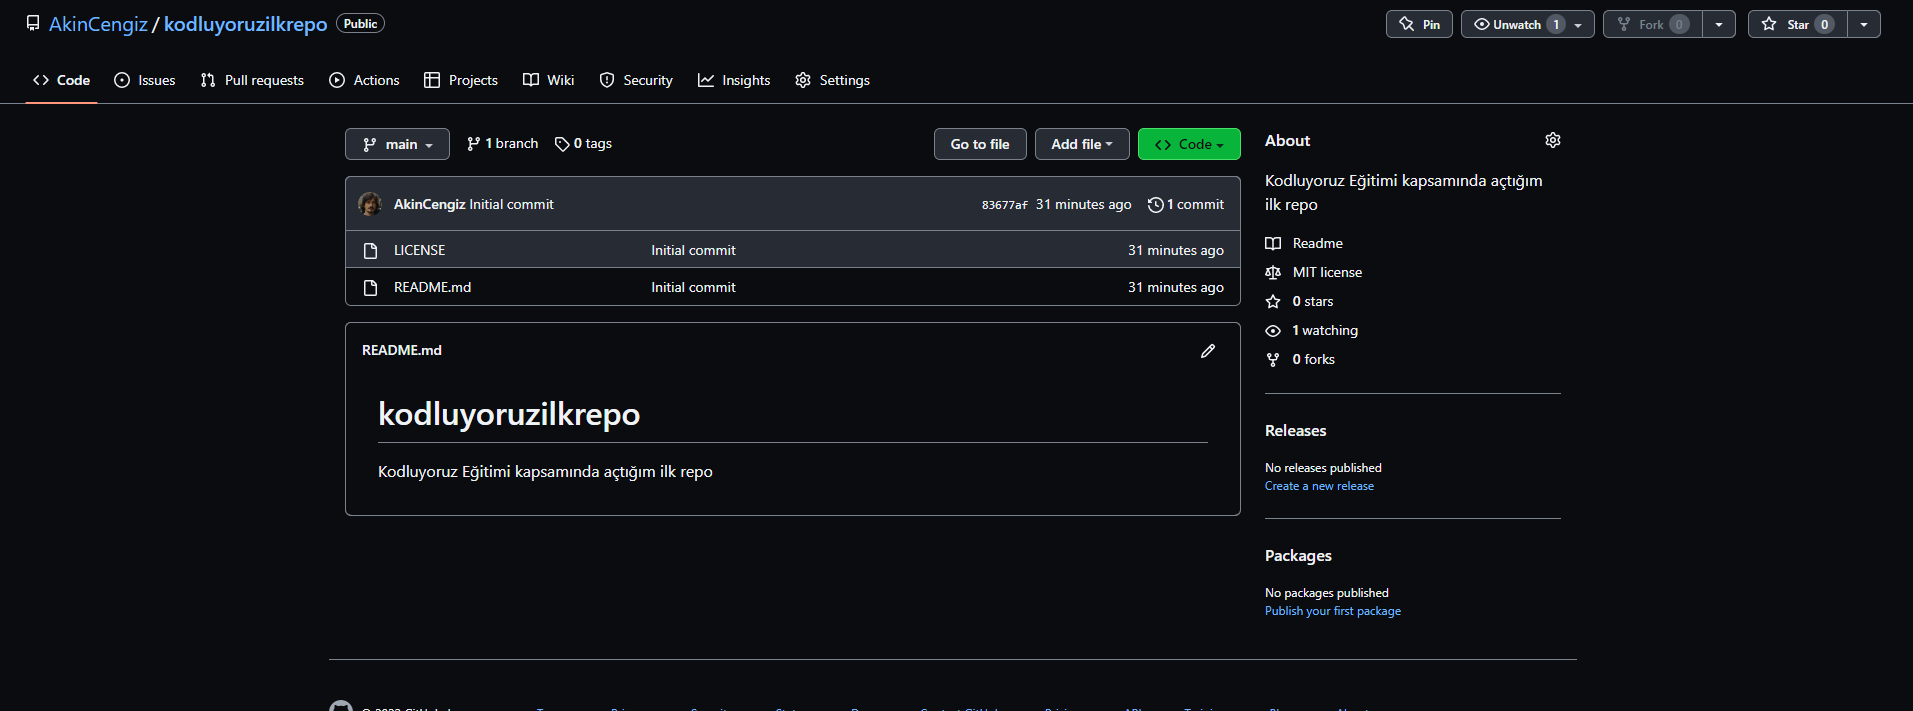 AkinCengiz / kodluyoruzilkrepo Public Pin Unwatch 1 Fork 0 Star 0
Code Issues Pull requests Actions Projects Wiki Security Insights Settings
main 1 branch 0 tags Go to file Add file Code
AkinCengiz Initial commit 83677af 31 minutes ago 1 commit
LICENSE Initial commit 31 minutes ago
README.md Initial commit 31 minutes ago
README.md
kodluyoruzilkrepo
Kodluyoruz Eğitimi kapsamında açtığım ilk repo
About
Kodluyoruz Eğitimi kapsamında açtığım
ilk repo
Readme
MIT license
0 stars
1 watching
0 forks
Releases
No releases published
Create a new release
Packages
No packages published
Publish your first package